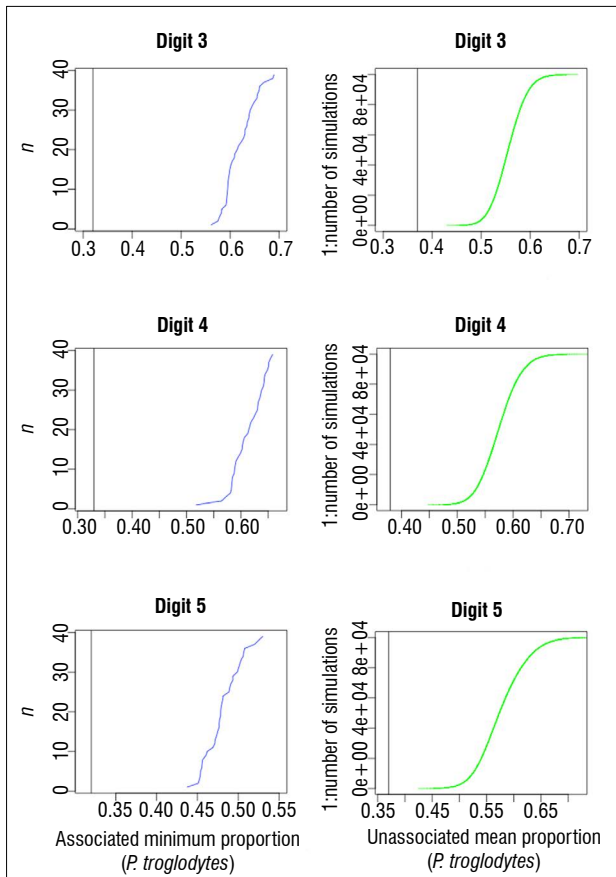 Digit 3
Digit 3
n
0 10 20 30 40
0.3 0.4 0.5 0.6 0.7
1:number of simulations
0e+00 4e+04 8e+04
0.3 0.4 0.5 0.6 0.7
Digit 4
Digit 4
n
0 10 20 30 40
0.30 0.40 0.50 0.60
1:number of simulations
0e+00 4e+04 8e+04
0.40 0.50 0.60 0.70
Digit 5
Digit 5
n
0 10 20 30 40
0.35 0.40 0.45 0.50 0.55
1:number of simulations
0e+00 4e+04 8e+04
0.35 0.45 0.55 0.65
Associated minimum proportion
(P. troglodytes)
Unassociated mean proportion
(P. troglodytes)